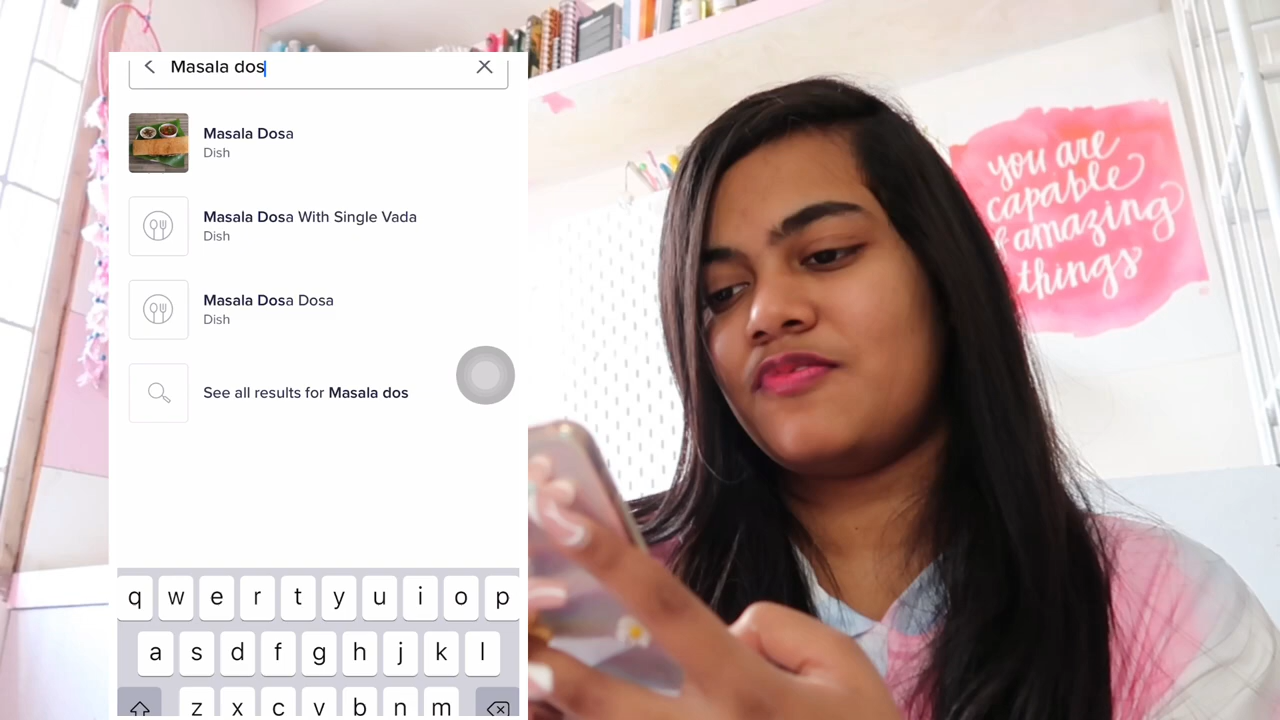 Masala dos
Masala Dosa
Dish
Masala Dosa With Single Vada
Dish
Masala Dosa Dosa
Dish
See all results for Masala dos
q w e r t y u i o p
a s d f g h j k l
z x c v b n m
you are
capable
of amazing
things